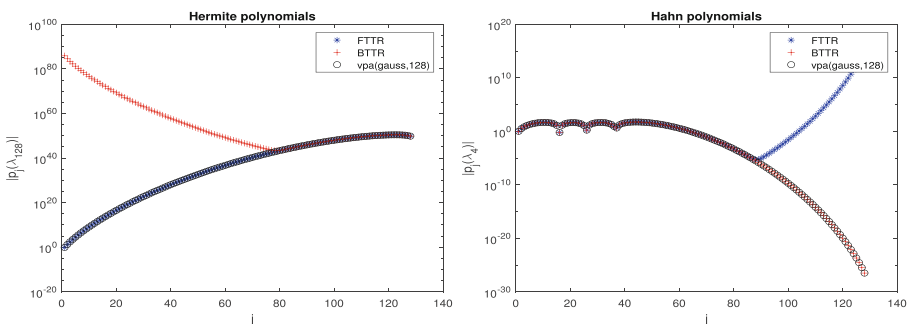 Hermite polynomials
10^100
10^80
10^60
10^40
10^20
10^0
10^-20
|p_j(λ_128)|
FTTR
BTTR
vpa(gauss,128)
0 20 40 60 80 100 120 140
j
Hahn polynomials
10^20
10^10
10^0
10^-10
10^-20
10^-30
|p_j(λ_4)|
FTTR
BTTR
vpa(gauss,128)
0 20 40 60 80 100 120 140
j